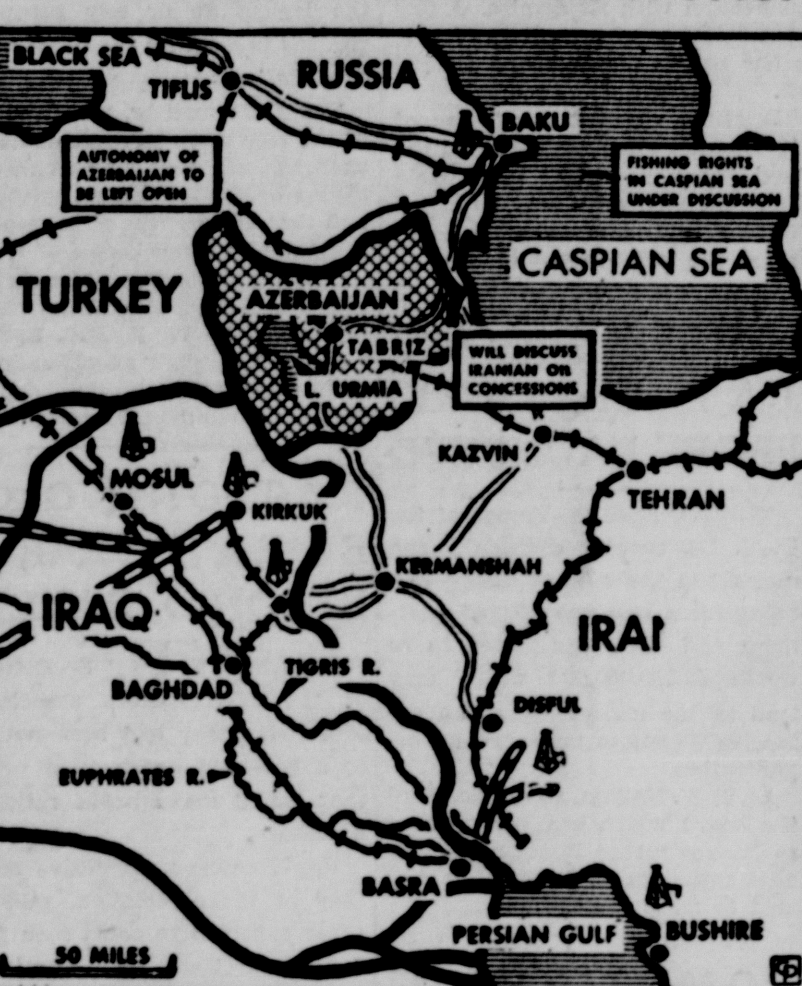 BLACK SEA
TIFLIS
RUSSIA
BAKU
AUTONOMY OF
AZERBAIJAN TO
BE LEFT OPEN
FISHING RIGHTS
IN CASPIAN SEA
UNDER DISCUSSION
CASPIAN SEA
TURKEY
AZERBAIJAN
TABRIZ
L. URMIA
WILL DISCUSS
IRANIAN OIL
CONCESSIONS
KAZVIN
TEHRAN
MOSUL
KIRKUK
KERMANSHAH
IRAQ
IRAI
TIGRIS R.
BAGHDAD
DISFUL
EUPHRATES R.
BASRA
PERSIAN GULF
BUSHIRE
50 MILES
CP